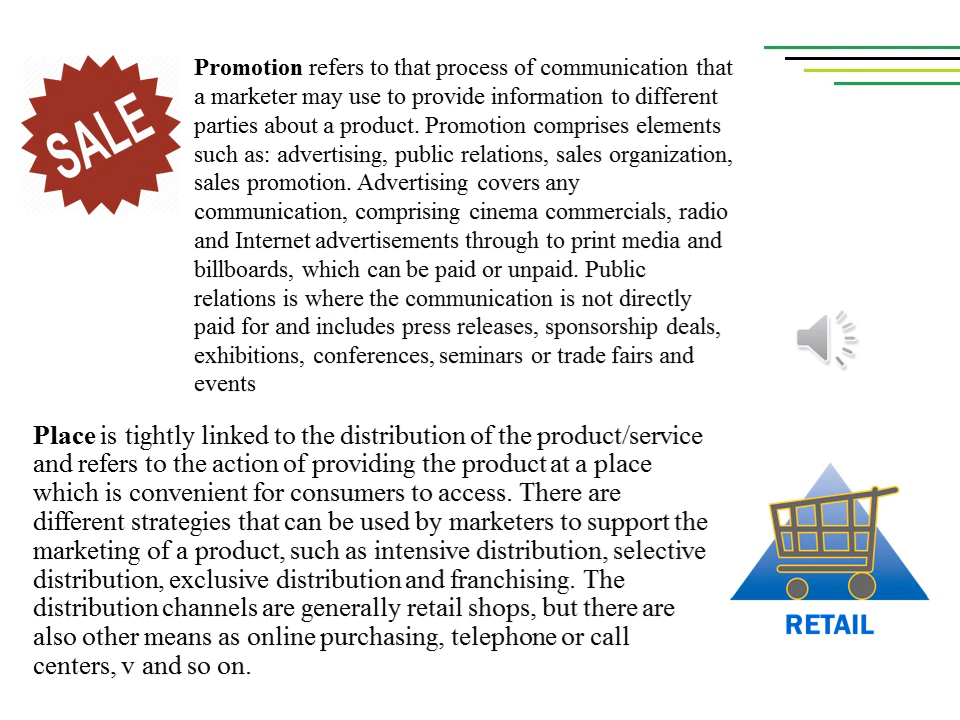 SALE
Promotion refers to that process of communication that
a marketer may use to provide information to different
parties about a product. Promotion comprises elements
such as: advertising, public relations, sales organization,
sales promotion. Advertising covers any
communication, comprising cinema commercials, radio
and Internet advertisements through to print media and
billboards, which can be paid or unpaid. Public
relations is where the communication is not directly
paid for and includes press releases, sponsorship deals,
exhibitions, conferences, seminars or trade fairs and
events
Place is tightly linked to the distribution of the product/service
and refers to the action of providing the product at a place
which is convenient for consumers to access. There are
different strategies that can be used by marketers to support the
marketing of a product, such as intensive distribution, selective
distribution, exclusive distribution and franchising. The
distribution channels are generally retail shops, but there are
also other means as online purchasing, telephone or call
centers, v and so on.
RETAIL